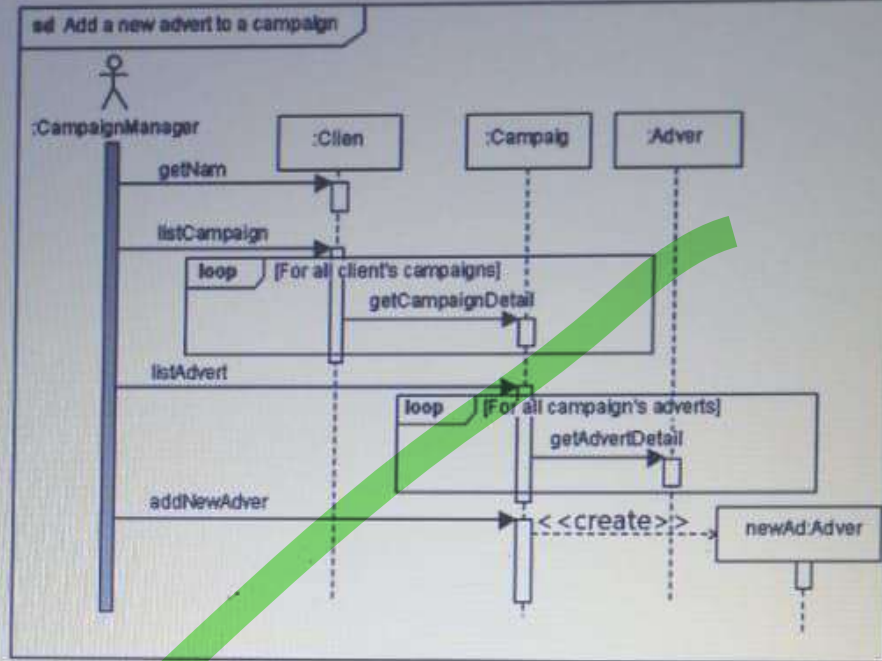 sd Add a new advert to a campaign
:CampaignManager
:Clien
:Campaig
:Adver
getNam
listCampaign
loop [For all client's campaigns]
getCampaignDetail
listAdvert
loop [For all campaign's adverts]
getAdvertDetail
addNewAdver
<<create>>
newAd:Adver